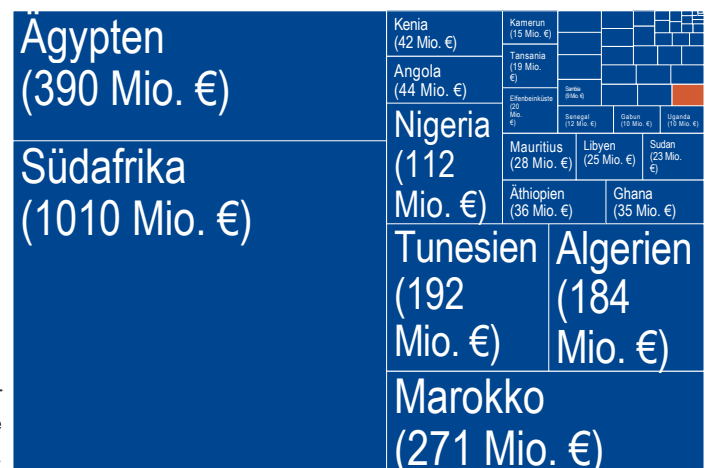 Ägypten
(390 Mio. €)
Südafrika
(1010 Mio. €)
Kenia
(42 Mio. €)
Angola
(44 Mio. €)
Nigeria
(112
Mio. €)
Kamerun
(15 Mio. €)
Tansania
(19 Mio.
€)
Elfenbeinküste
(20
Mio.
€)
Sambia
(9 Mio. €)
Senegal
(12 Mio. €)
Gabun
(10 Mio. €)
Uganda
(10 Mio. €)
Mauritius
(28 Mio. €)
Libyen
(25 Mio. €)
Sudan
(23 Mio.
€)
Äthiopien
(36 Mio. €)
Ghana
(35 Mio. €)
Tunesien
(192
Mio. €)
Algerien
(184
Mio. €)
Marokko
(271 Mio. €)